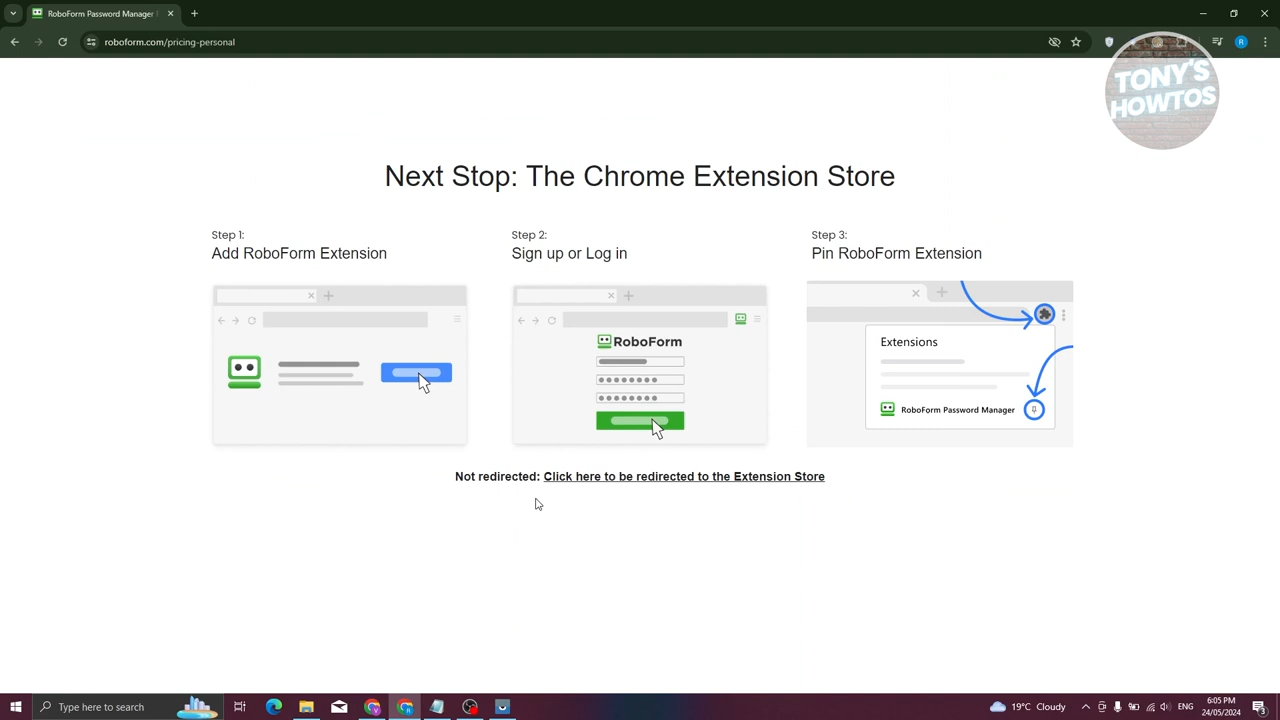 RoboForm Password Manager
roboform.com/pricing-personal
R
TONY'S
HOWTOS
Next Stop: The Chrome Extension Store
Step 1:
Add RoboForm Extension
Step 2:
Sign up or Log in
RoboForm
Step 3:
Pin RoboForm Extension
Extensions
RoboForm Password Manager
Not redirected: Click here to be redirected to the Extension Store
Type here to search
19°C Cloudy
ENG
6:05 PM
24/05/2024